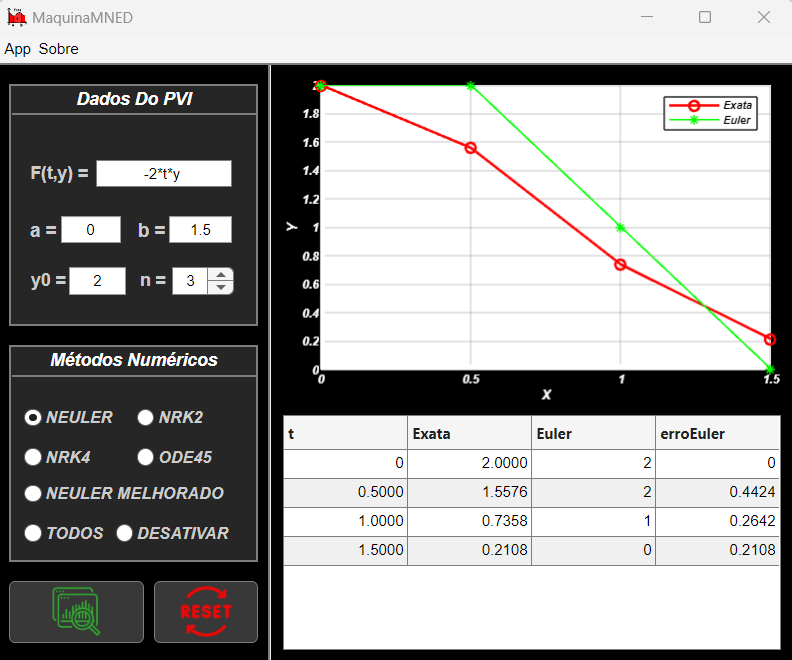 MaquinaMNED
App Sobre
Dados Do PVI
F(t,y) = -2*t*y
a = 0 b = 1.5
y0 = 2 n = 3
Métodos Numéricos
NEULER NRK2
NRK4 ODE45
NEULER MELHORADO
TODOS DESATIVAR
RESET
2
1.8
1.6
1.4
1.2
1
0.8
0.6
0.4
0.2
0
Y
0 0.5 1 1.5
X
Exata
Euler
t Exata Euler erroEuler
0 2.0000 2 0
0.5000 1.5576 2 0.4424
1.0000 0.7358 1 0.2642
1.5000 0.2108 0 0.2108